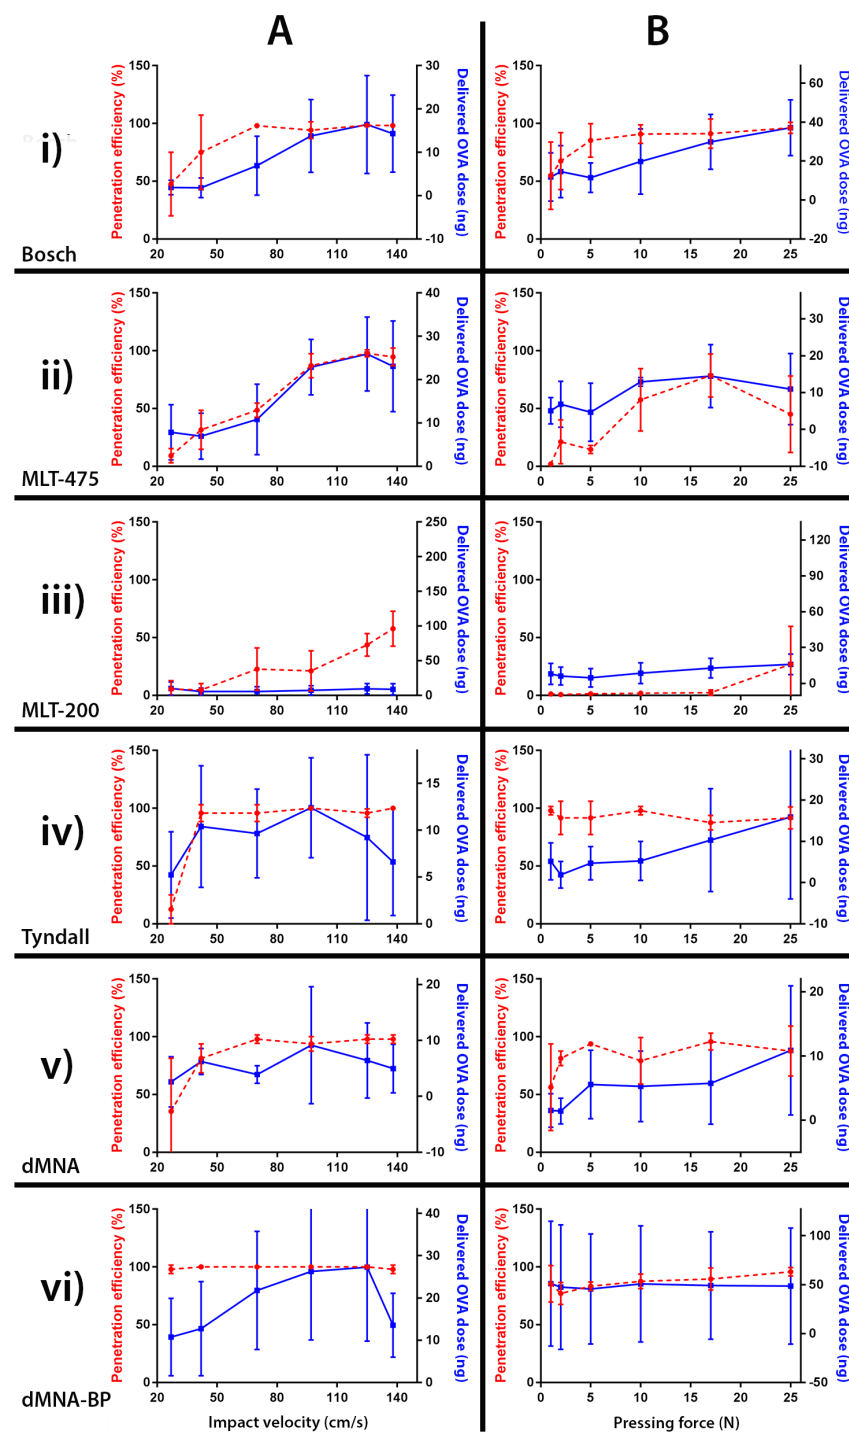 A
B
i)
Bosch
Penetration efficiency (%)
150
100
50
0
20 50 80 110 140
30
20
10
0
-10
Delivered OVA dose (ng)
Penetration efficiency (%)
150
100
50
0
0 5 10 15 20 25
60
40
20
0
-20
Delivered OVA dose (ng)
ii)
MLT-475
Penetration efficiency (%)
150
100
50
0
20 50 80 110 140
40
30
20
10
0
Delivered OVA dose (ng)
Penetration efficiency (%)
150
100
50
0
0 5 10 15 20 25
30
20
10
0
-10
Delivered OVA dose (ng)
iii)
MLT-200
Penetration efficiency (%)
150
100
50
0
20 50 80 110 140
250
200
150
100
50
0
Delivered OVA dose (ng)
Penetration efficiency (%)
150
100
50
0
0 5 10 15 20 25
120
90
60
30
0
Delivered OVA dose (ng)
iv)
Tyndall
Penetration efficiency (%)
150
100
50
0
20 50 80 110 140
15
10
5
0
Delivered OVA dose (ng)
Penetration efficiency (%)
150
100
50
0
0 5 10 15 20 25
30
20
10
0
-10
Delivered OVA dose (ng)
v)
dMNA
Penetration efficiency (%)
150
100
50
0
20 50 80 110 140
20
10
0
-10
Delivered OVA dose (ng)
Penetration efficiency (%)
150
100
50
0
0 5 10 15 20 25
20
10
0
Delivered OVA dose (ng)
vi)
dMNA-BP
Penetration efficiency (%)
150
100
50
0
20 50 80 110 140
40
30
20
10
0
Delivered OVA dose (ng)
Impact velocity (cm/s)
Penetration efficiency (%)
150
100
50
0
0 5 10 15 20 25
100
50
0
-50
Delivered OVA dose (ng)
Pressing force (N)